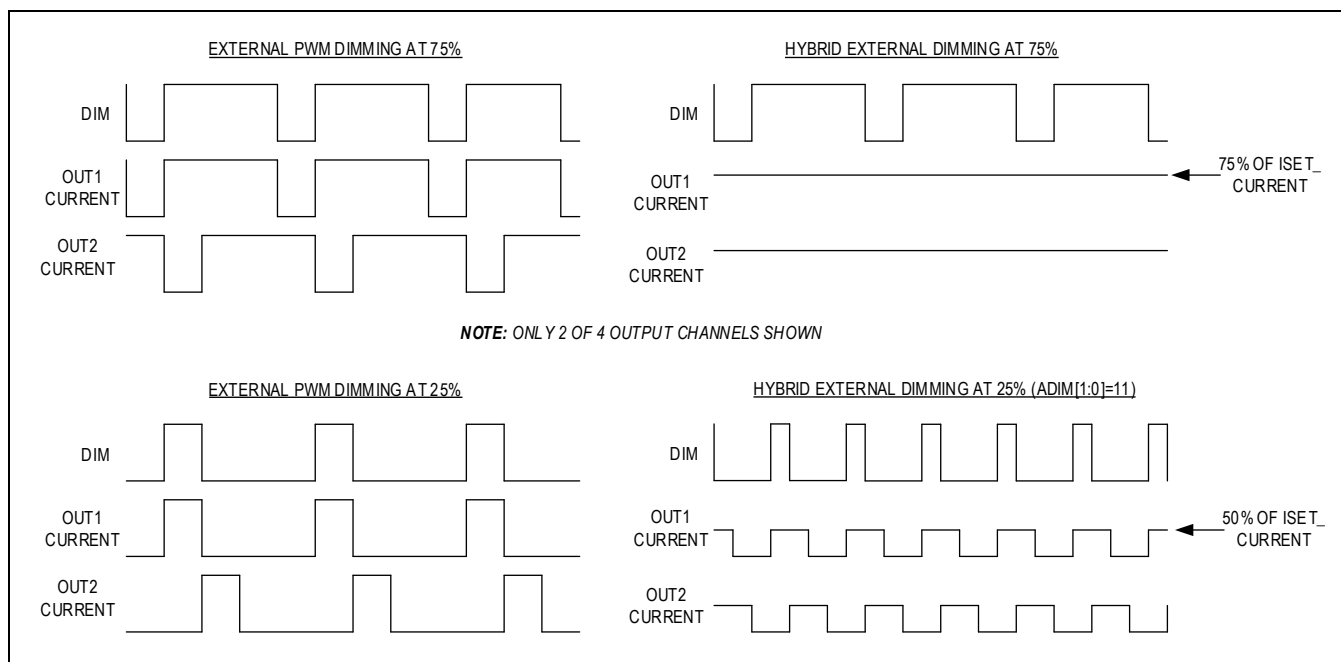 EXTERNAL PWM DIMMING AT 75%
DIM
OUT1
CURRENT
OUT2
CURRENT
HYBRID EXTERNAL DIMMING AT 75%
DIM
OUT1
CURRENT
75% OF ISET_
CURRENT
OUT2
CURRENT
NOTE: ONLY 2 OF 4 OUTPUT CHANNELS SHOWN
EXTERNAL PWM DIMMING AT 25%
DIM
OUT1
CURRENT
OUT2
CURRENT
HYBRID EXTERNAL DIMMING AT 25% (ADIM[1:0]=11)
DIM
OUT1
CURRENT
50% OF ISET_
CURRENT
OUT2
CURRENT